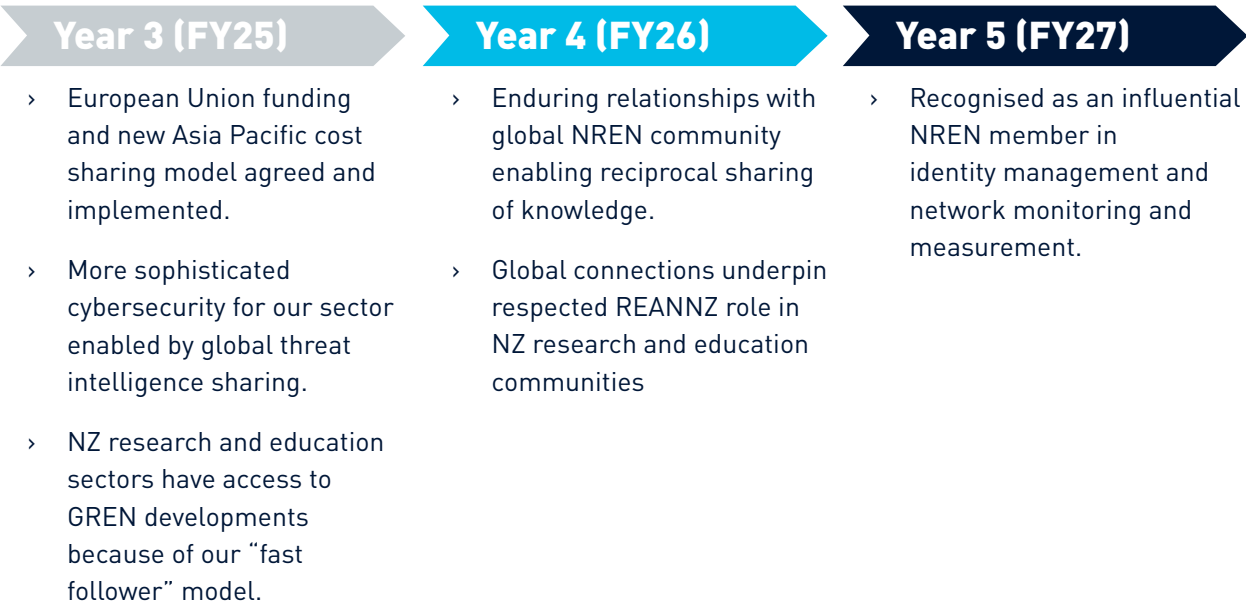 Year 3 (FY25)
› European Union funding
and new Asia Pacific cost
sharing model agreed and
implemented.
› More sophisticated
cybersecurity for our sector
enabled by global threat
intelligence sharing.
› NZ research and education
sectors have access to
GREN developments
because of our “fast
follower” model.
Year 4 (FY26)
› Enduring relationships with
global NREN community
enabling reciprocal sharing
of knowledge.
› Global connections underpin
respected REANNZ role in
NZ research and education
communities
Year 5 (FY27)
› Recognised as an influential
NREN member in
identity management and
network monitoring and
measurement.